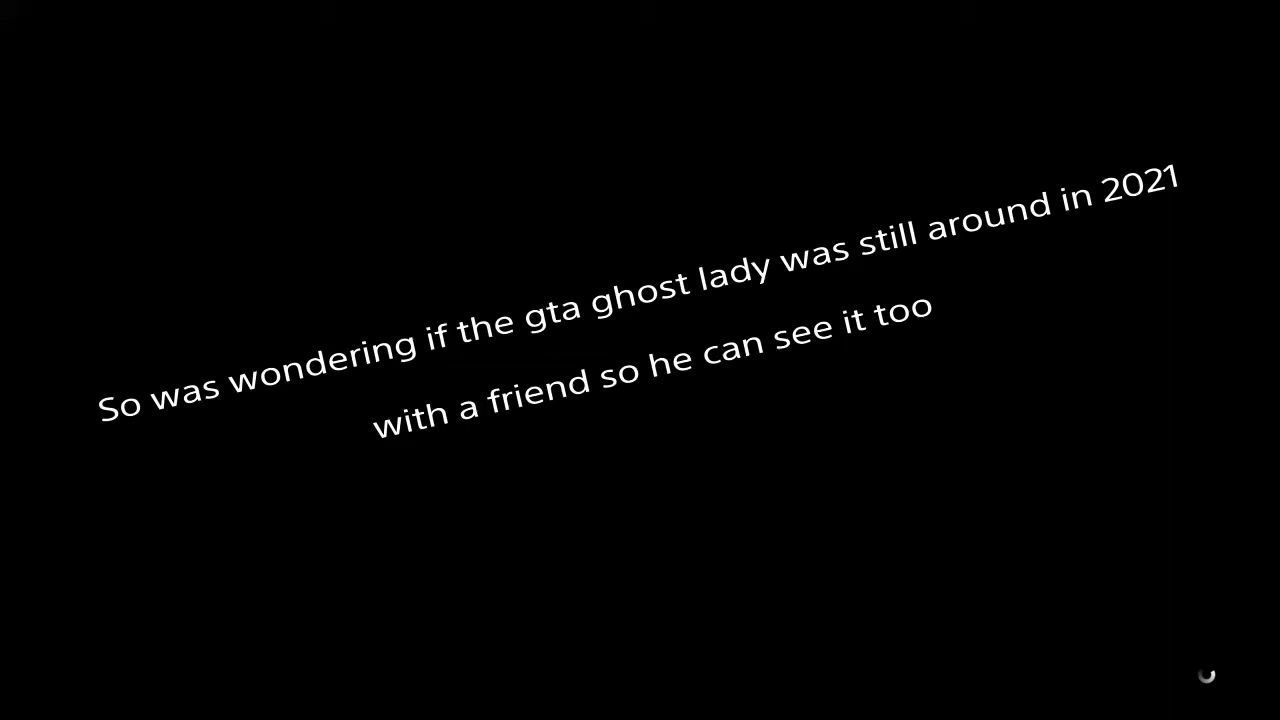 So was wondering if the gta ghost lady was still around in 2021
with a friend so he can see it too